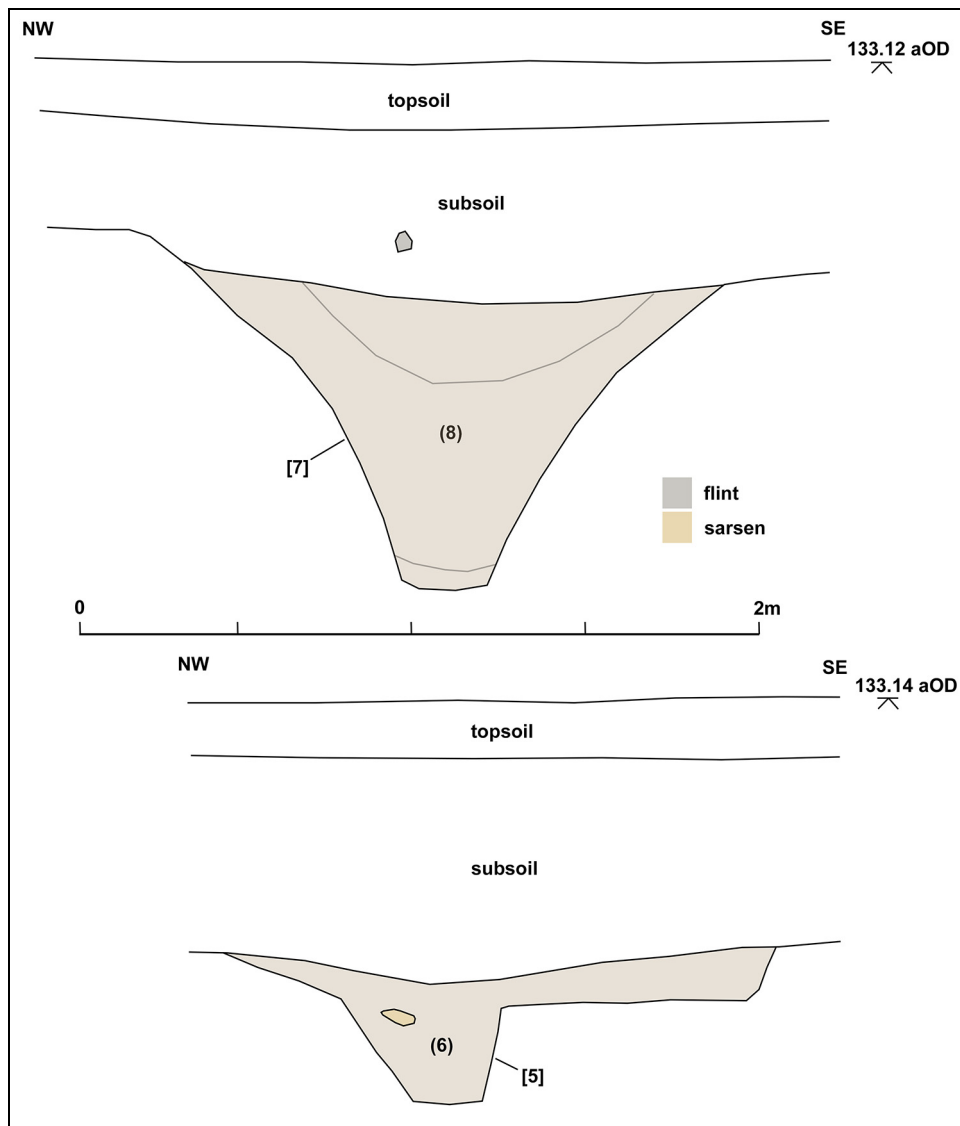 NW
SE
133.12 aOD
topsoil
subsoil
(8)
[7]
flint
sarsen
0
2m
NW
SE
133.14 aOD
topsoil
subsoil
(6)
[5]